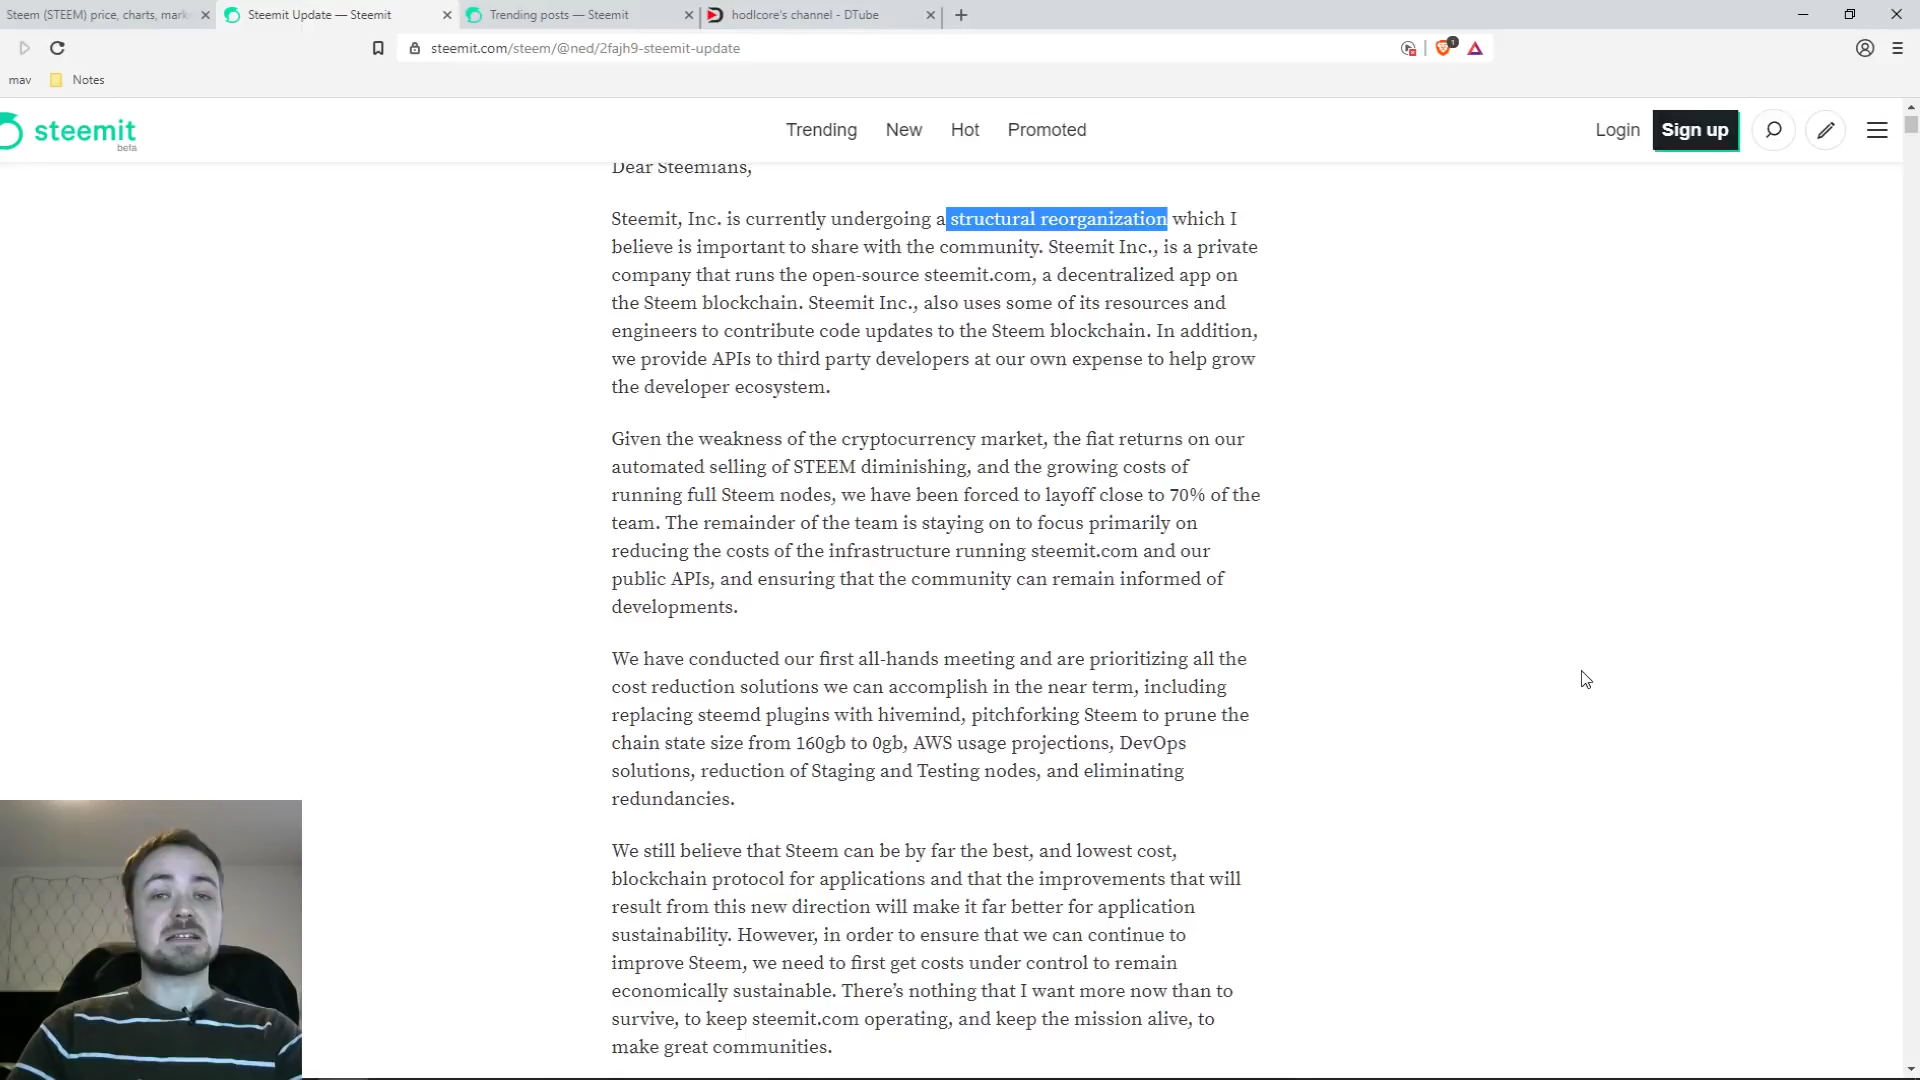 Steem (STEEM) price, charts, mark
Steemit Update — Steemit
Trending posts — Steemit
hodlcore's channel - DTube
steemit.com/steem/@ned/2fajh9-steemit-update
1
mav
Notes
steemit
beta
Trending
New
Hot
Promoted
Login
Sign up
Dear Steemians,
Steemit, Inc. is currently undergoing a structural reorganization which I
believe is important to share with the community. Steemit Inc., is a private
company that runs the open-source steemit.com, a decentralized app on
the Steem blockchain. Steemit Inc., also uses some of its resources and
engineers to contribute code updates to the Steem blockchain. In addition,
we provide APIs to third party developers at our own expense to help grow
the developer ecosystem.
Given the weakness of the cryptocurrency market, the fiat returns on our
automated selling of STEEM diminishing, and the growing costs of
running full Steem nodes, we have been forced to layoff close to 70% of the
team. The remainder of the team is staying on to focus primarily on
reducing the costs of the infrastructure running steemit.com and our
public APIs, and ensuring that the community can remain informed of
developments.
We have conducted our first all-hands meeting and are prioritizing all the
cost reduction solutions we can accomplish in the near term, including
replacing steemd plugins with hivemind, pitchforking Steem to prune the
chain state size from 160gb to 0gb, AWS usage projections, DevOps
solutions, reduction of Staging and Testing nodes, and eliminating
redundancies.
We still believe that Steem can be by far the best, and lowest cost,
blockchain protocol for applications and that the improvements that will
result from this new direction will make it far better for application
sustainability. However, in order to ensure that we can continue to
improve Steem, we need to first get costs under control to remain
economically sustainable. There's nothing that I want more now than to
survive, to keep steemit.com operating, and keep the mission alive, to
make great communities.